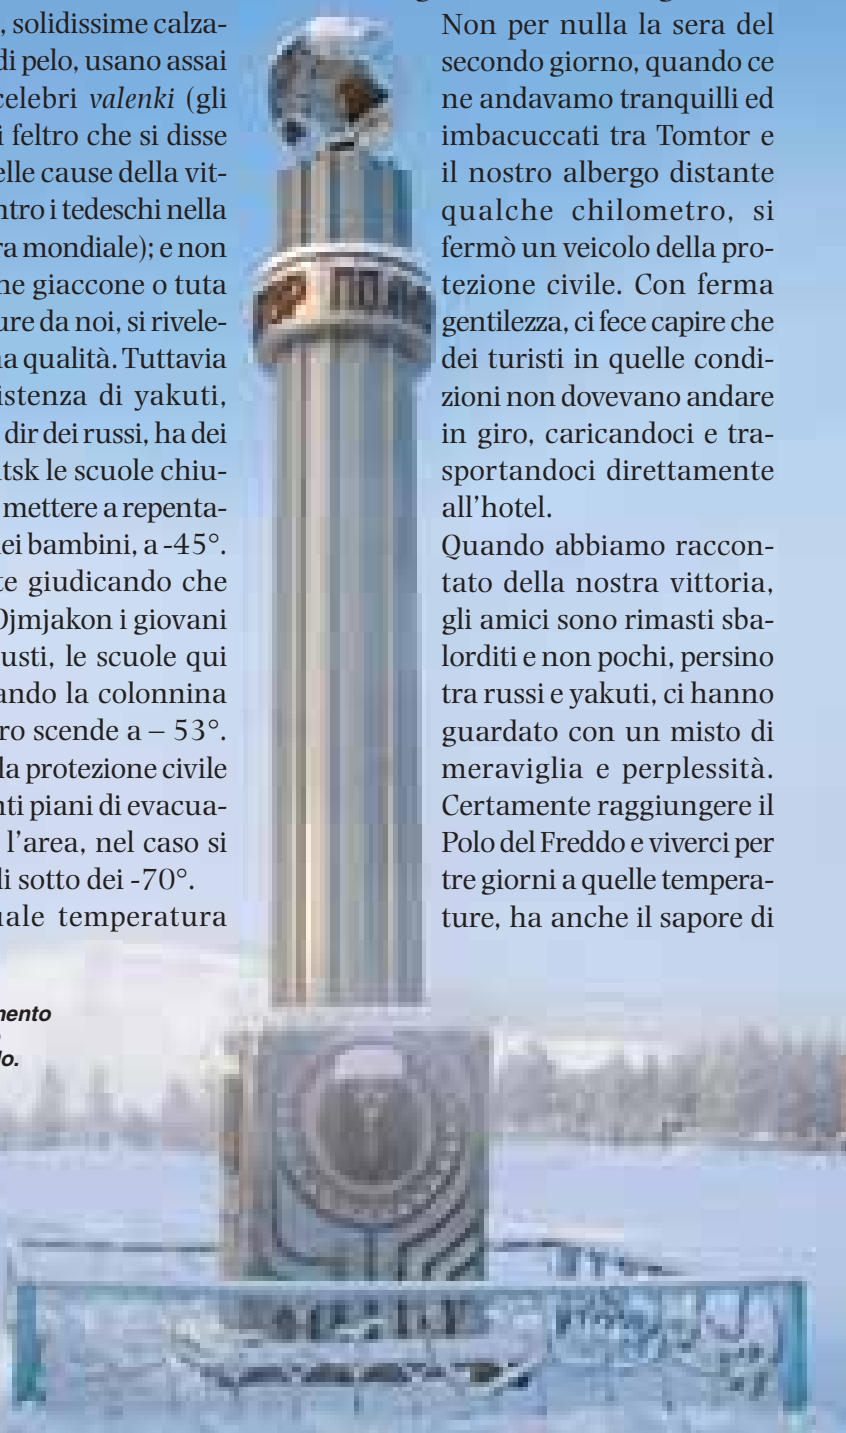 , solidissime calza-
di pelo, usano assai
celebri valenki (gli
i feltro che si disse
elle cause della vit-
ntro i tedeschi nella
ra mondiale); e non
ne giaccone o tuta
ure da noi, si rivele-
na qualità. Tuttavia
istenza di yakuti,
dir dei russi, ha dei
tsk le scuole chiu-
mettere a repenta-
ei bambini, a -45°.
te giudicando che
Ojmjakon i giovani
usti, le scuole qui
ando la colonnina
ro scende a – 53°.
la protezione civile
nti piani di evacua-
l'area, nel caso si
li sotto dei -70°.
uale temperatura
mento
lo.
Non per nulla la sera del
secondo giorno, quando ce
ne andavamo tranquilli ed
imbacuccati tra Tomtor e
il nostro albergo distante
qualche chilometro, si
fermò un veicolo della pro-
tezione civile. Con ferma
gentilezza, ci fece capire che
dei turisti in quelle condi-
zioni non dovevano andare
in giro, caricandoci e tra-
sportandoci direttamente
all'hotel.
Quando abbiamo raccon-
tato della nostra vittoria,
gli amici sono rimasti sba-
lorditi e non pochi, persino
tra russi e yakuti, ci hanno
guardato con un misto di
meraviglia e perplessità.
Certamente raggiungere il
Polo del Freddo e viverci per
tre giorni a quelle tempera-
ture, ha anche il sapore di